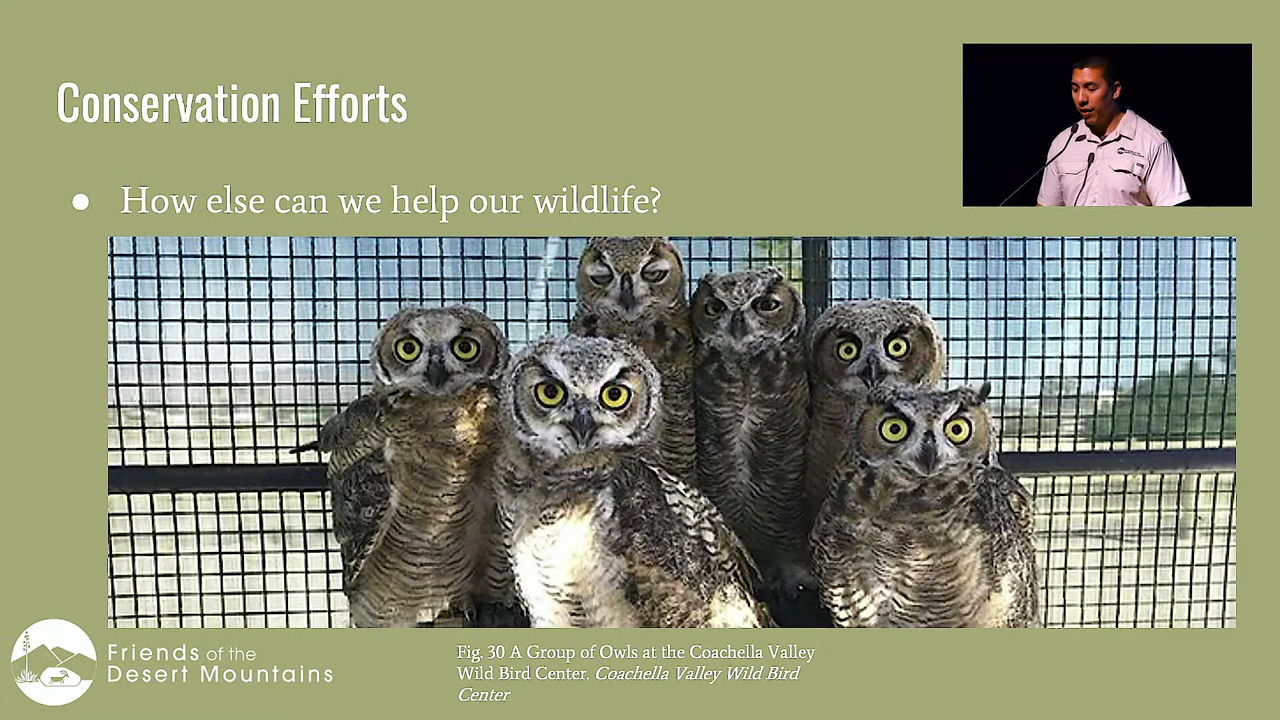 Conservation Efforts
● How else can we help our wildlife?
Friends of the
Desert Mountains
Fig. 30 A Group of Owls at the Coachella Valley
Wild Bird Center. Coachella Valley Wild Bird
Center